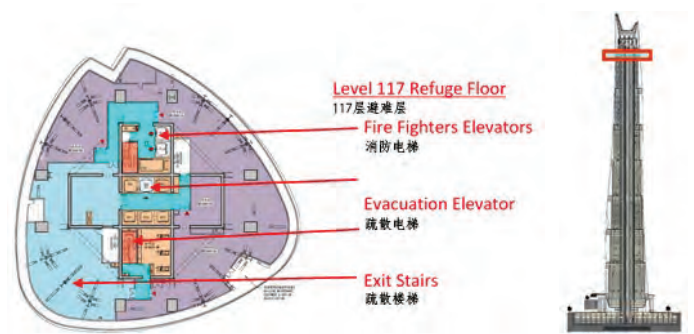 Level 117 Refuge Floor
117层避难层
Fire Fighters Elevators
消防电梯
Evacuation Elevator
疏散电梯
Exit Stairs
疏散楼梯